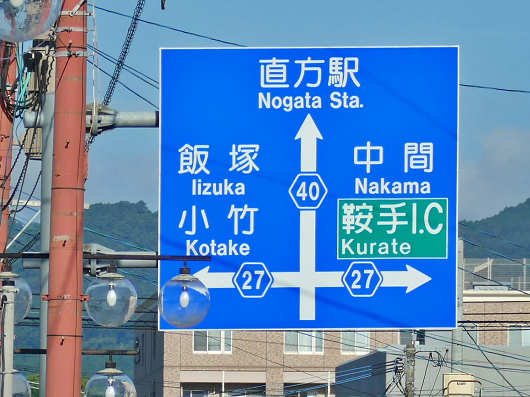 直方駅
Nogata Sta.
飯塚
Iizuka
小竹
Kotake
40
中間
Nakama
鞍手I.C
Kurate
27
27